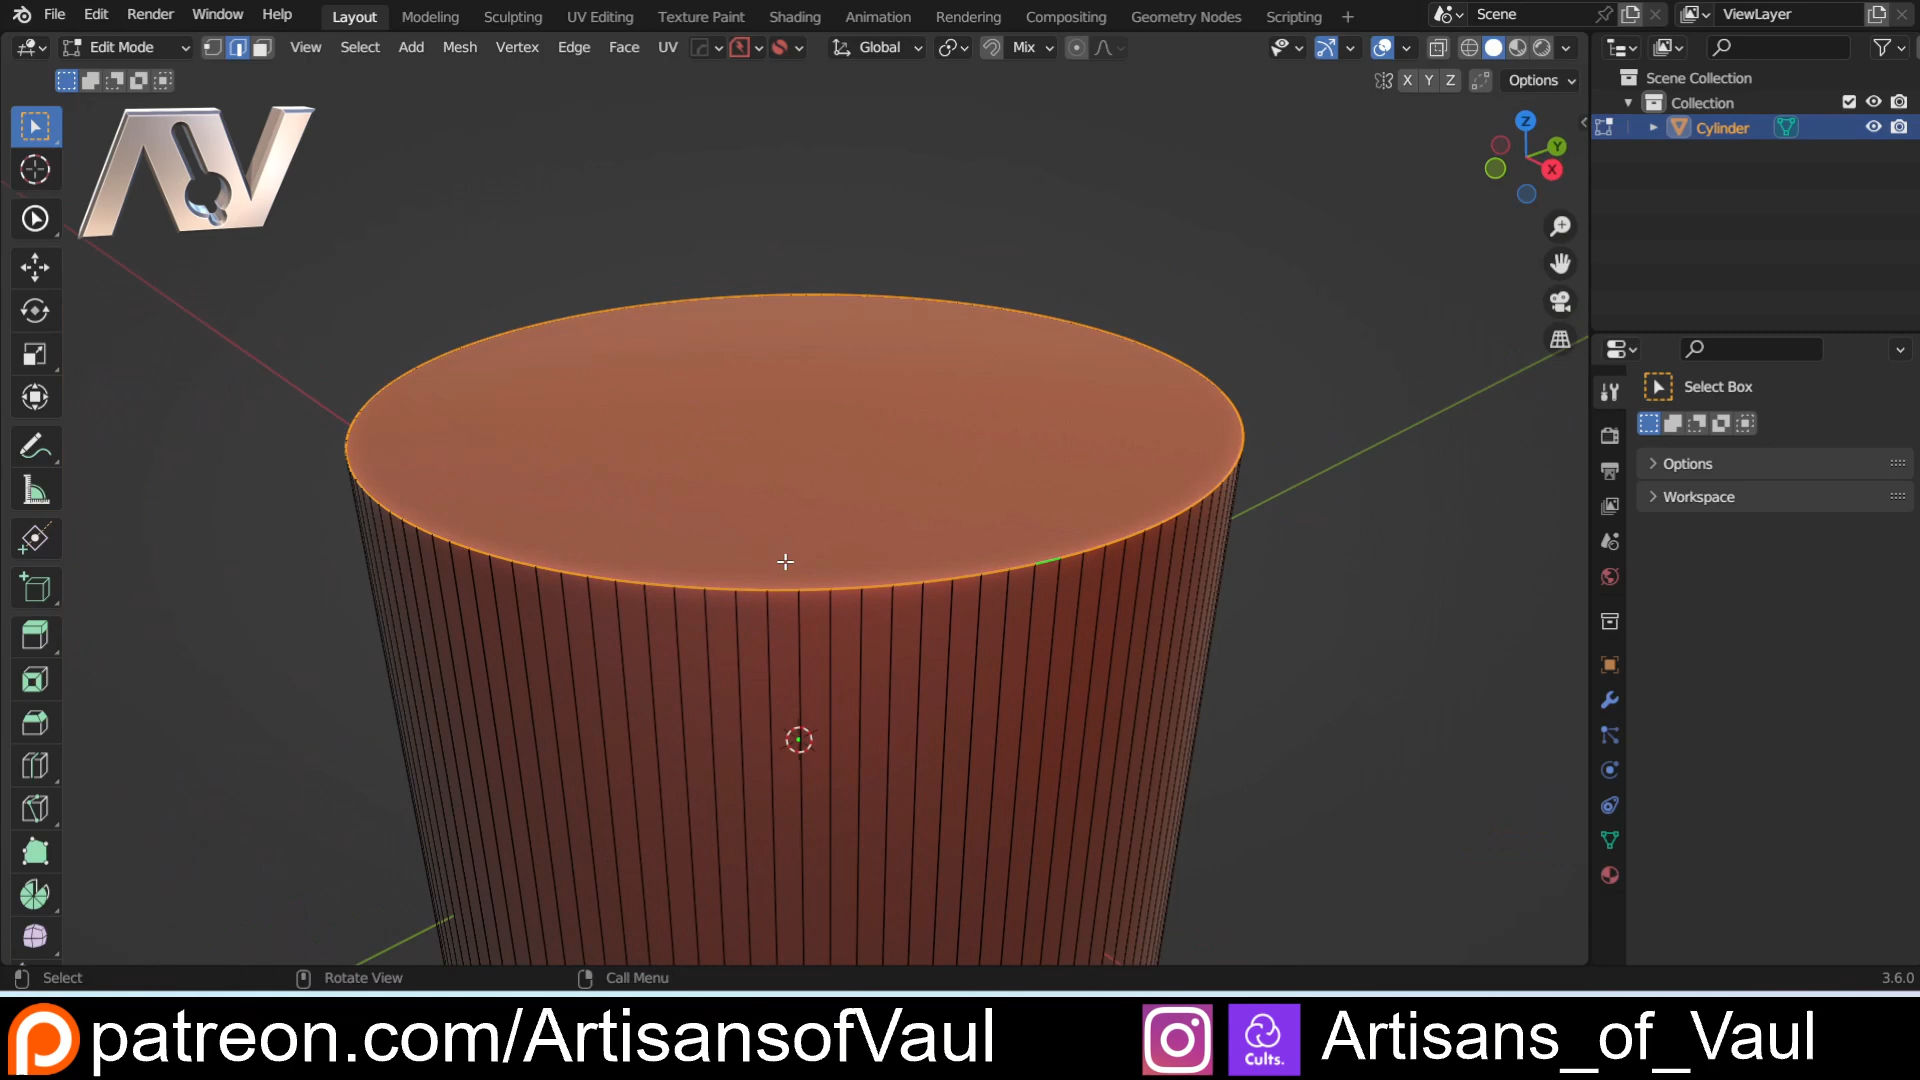 File Edit Render Window Help Layout Modeling Sculpting UV Editing Texture Paint Shading Animation Rendering Compositing Geometry Nodes Scripting + Scene ViewLayer
Edit Mode View Select Add Mesh Vertex Edge Face UV Global Mix
X Y Z Options
Scene Collection
Collection
Cylinder
Z
Y
X
Select Box
Options
Workspace
Select Rotate View Call Menu 3.6.0
patreon.com/ArtisansofVaul Cults. Artisans_of_Vaul